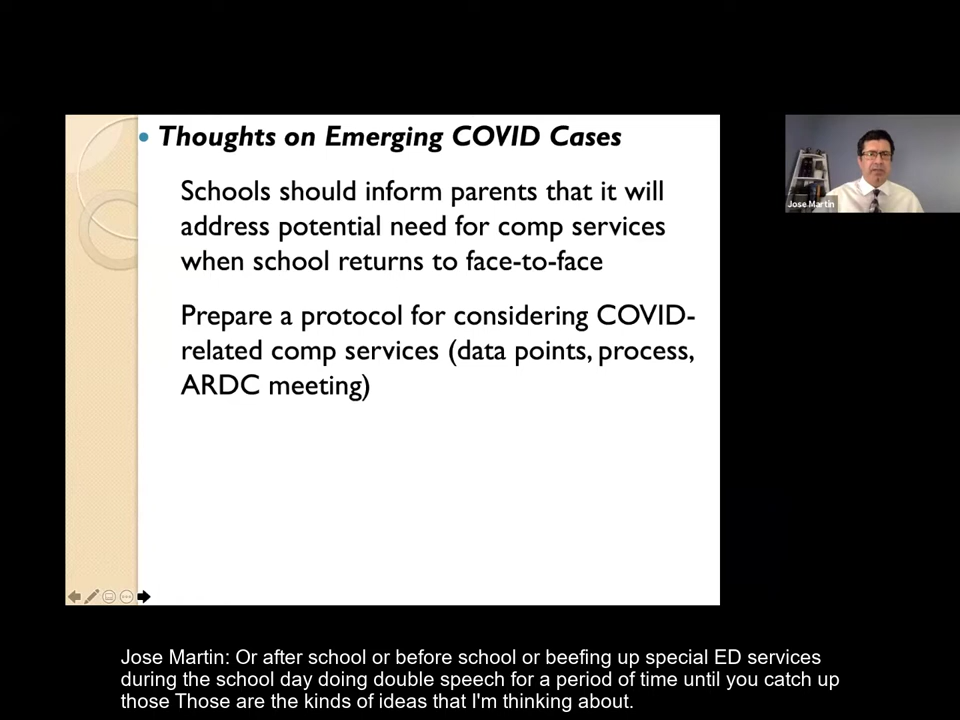 Thoughts on Emerging COVID Cases
Schools should inform parents that it will
address potential need for comp services
when school returns to face-to-face
Prepare a protocol for considering COVID-
related comp services (data points, process,
ARDC meeting)
Jose Martin
Jose Martin: Or after school or before school or beefing up special ED services
during the school day doing double speech for a period of time until you catch up
those Those are the kinds of ideas that I'm thinking about.